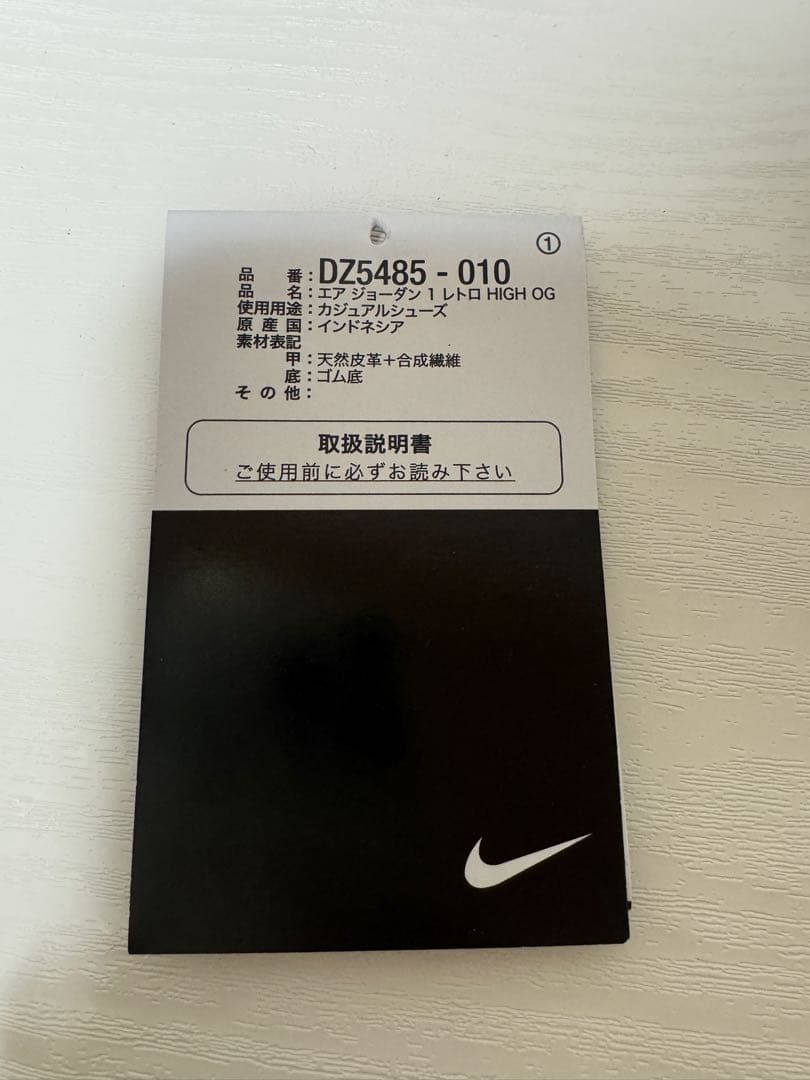 ①
品番：DZ5485 - 010
品名：エア ジョーダン 1 レトロ HIGH OG
使用用途：カジュアルシューズ
原産国：インドネシア
素材表記
甲：天然皮革＋合成繊維
底：ゴム底
その他：
取扱説明書
ご使用前に必ずお読み下さい